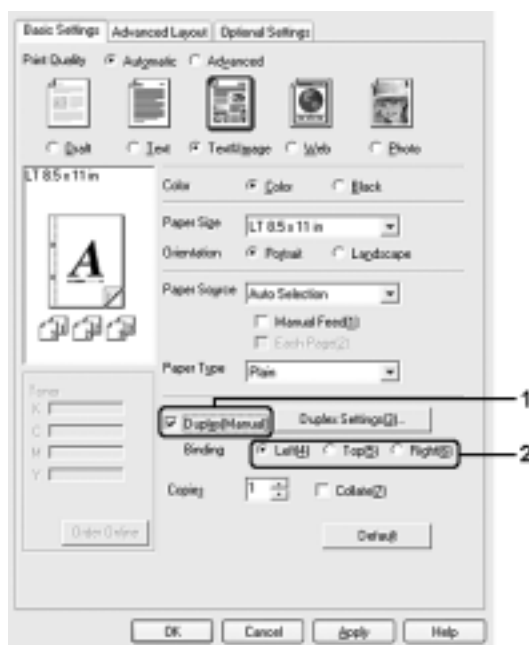 Basic Settings Advanced Layout Optional Settings
Print Quality Automatic Advanced
Draft Text Text/Image Web Photo
LT 8.5 x 11 in
Color Color Black
Paper Size LT 8.5 x 11 in
Orientation Portrait Landscape
A
Paper Source Auto Selection
Manual Feed(1)
Each Page(2)
Paper Type Plain
1
Toner
K
C
M
Y
Duplex(Manual) Duplex Settings(3)...
Binding Left(4) Top(5) Right(6)
2
Copies 1 Collate(7)
Order Online
Default
OK Cancel Apply Help